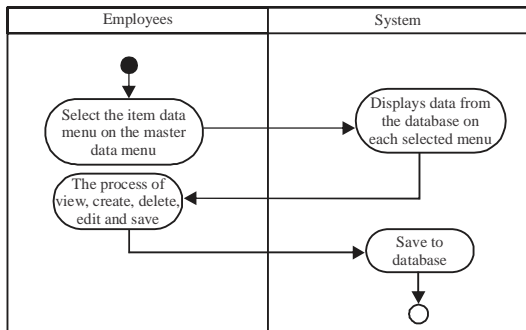 Employees
System
Select the item data
menu on the master
data menu
Displays data from
the database on
each selected menu
The process of
view, create, delete,
edit and save
Save to
database